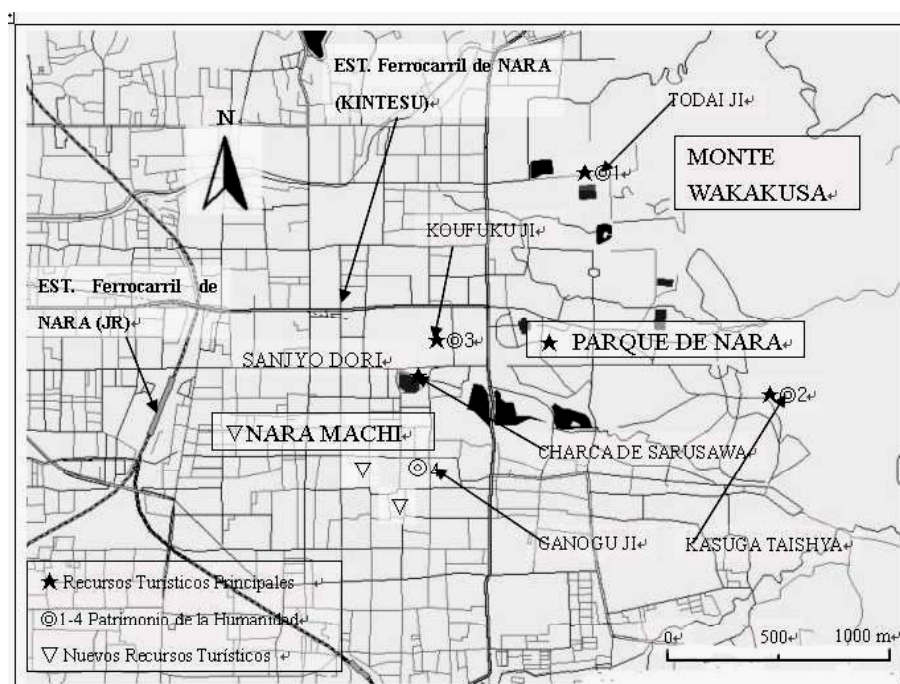 EST. Ferrocarril de NARA
(KINTESU)
TODAI JI
N
MONTE
WAKAKUSA
★◎1
KOUFUKU JI
EST. Ferrocarril de
NARA (JR)
★◎3
★ PARQUE DE NARA
SANJYO DORI
★
★◎2
▽NARA MACHI
CHARCA DE SARUSAWA
▽
◎4
▽
GANOGU JI
KASUGA TAISHYA
★ Recursos Turísticos Principales
◎1-4 Patrimonio de la Humanidad
▽ Nuevos Recursos Turísticos
0 500 1000 m